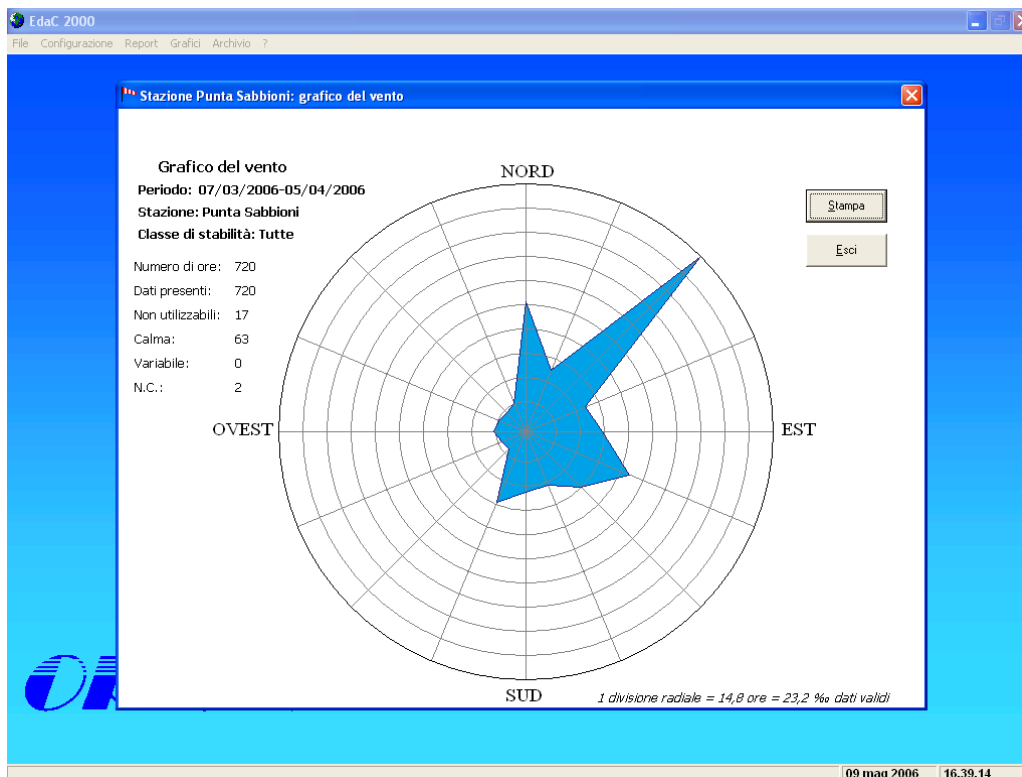 EdaC 2000
File Configurazione Report Grafici Archivio ?
Stazione Punta Sabbioni: grafico del vento
Grafico del vento
Periodo: 07/03/2006-05/04/2006
Stazione: Punta Sabbioni
Classe di stabilità: Tutte
Numero di ore: 720
Dati presenti: 720
Non utilizzabili: 17
Calma: 63
Variabile: 0
N.C.: 2
NORD
OVEST
EST
SUD
Stampa
Esci
1 divisione radiale = 14,8 ore = 23,2 ‰ dati validi
09 mag 2006 16.39.14